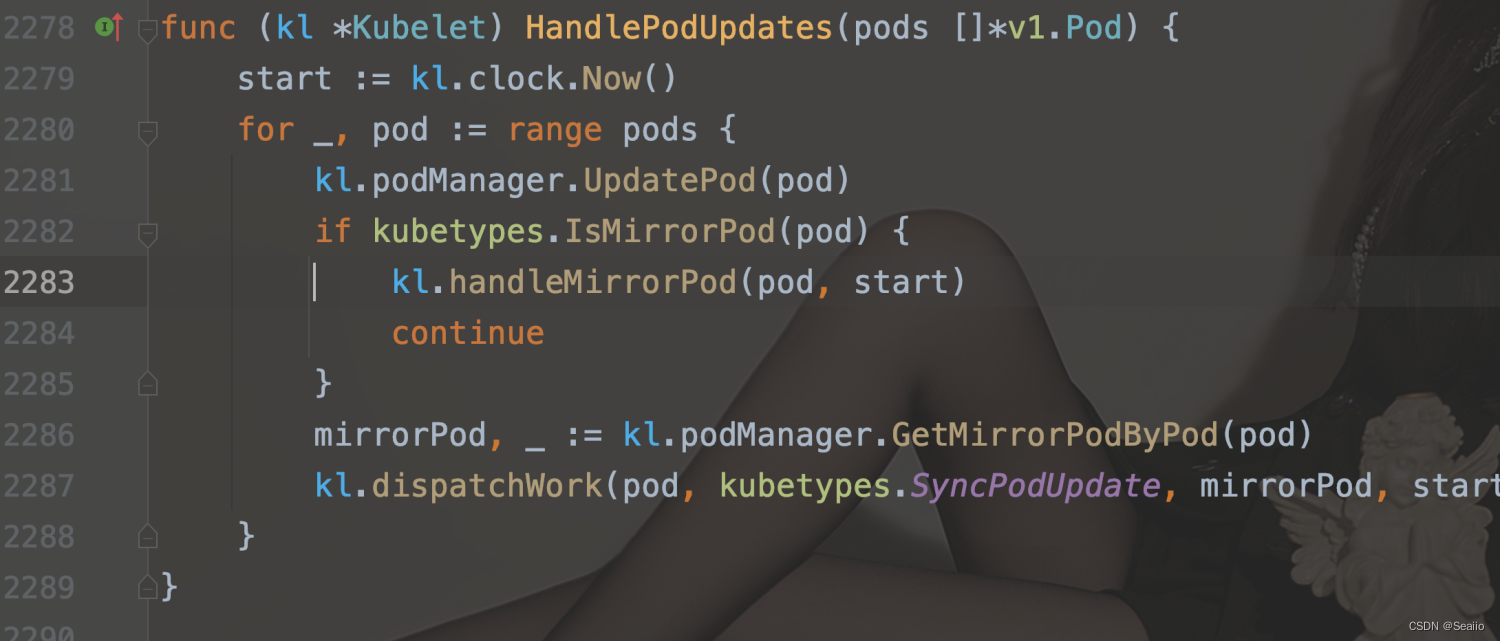 2278 func (kl *Kubelet) HandlePodUpdates(pods []*v1.Pod) {
2279 start := kl.clock.Now()
2280 for _, pod := range pods {
2281 kl.podManager.UpdatePod(pod)
2282 if kubetypes.IsMirrorPod(pod) {
2283 kl.handleMirrorPod(pod, start)
2284 continue
2285 }
2286 mirrorPod, _ := kl.podManager.GetMirrorPodByPod(pod)
2287 kl.dispatchWork(pod, kubetypes.SyncPodUpdate, mirrorPod, start
2288 }
2289 }
2290
CSDN @Seaiio